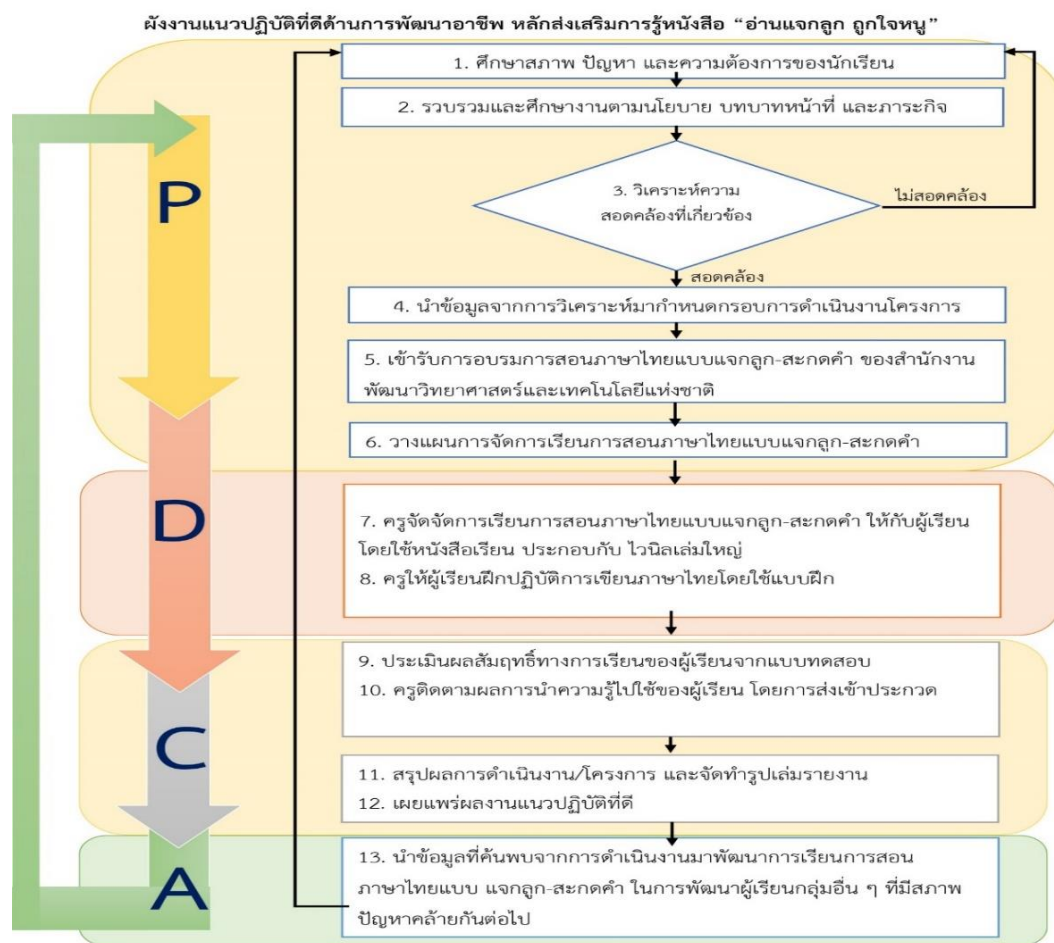 ผังงานแนวปฏิบัติที่ดีด้านการพัฒนาอาชีพ หลักส่งเสริมการรู้หนังสือ “อ่านแจกลูก ถูกใจหนู”
1. ศึกษาสภาพ ปัญหา และความต้องการของนักเรียน
2. รวบรวมและศึกษางานตามนโยบาย บทบาทหน้าที่ และภาระกิจ
P
3. วิเคราะห์ความ
สอดคล้องที่เกี่ยวข้อง
ไม่สอดคล้อง
สอดคล้อง
4. นำข้อมูลจากการวิเคราะห์มากำหนดกรอบการดำเนินงานโครงการ
5. เข้ารับการอบรมการสอนภาษาไทยแบบแจกลูก-สะกดคำ ของสำนักงาน
พัฒนาวิทยาศาสตร์และเทคโนโลยีแห่งชาติ
6. วางแผนการจัดการเรียนการสอนภาษาไทยแบบแจกลูก-สะกดคำ
D
7. ครูจัดจัดการเรียนการสอนภาษาไทยแบบแจกลูก-สะกดคำ ให้กับผู้เรียน
โดยใช้หนังสือเรียน ประกอบกับ ไวนิลเล่มใหญ่
8. ครูให้ผู้เรียนฝึกปฏิบัติการเขียนภาษาไทยโดยใช้แบบฝึก
9. ประเมินผลสัมฤทธิ์ทางการเรียนของผู้เรียนจากแบบทดสอบ
10. ครูติดตามผลการนำความรู้ไปใช้ของผู้เรียน โดยการส่งเข้าประกวด
C
11. สรุปผลการดำเนินงาน/โครงการ และจัดทำรูปเล่มรายงาน
12. เผยแพร่ผลงานแนวปฏิบัติที่ดี
A
13. นำข้อมูลที่ค้นพบจากการดำเนินงานมาพัฒนาการเรียนการสอน
ภาษาไทยแบบ แจกลูก-สะกดคำ ในการพัฒนาผู้เรียนกลุ่มอื่น ๆ ที่มีสภาพ
ปัญหาคล้ายกันต่อไป